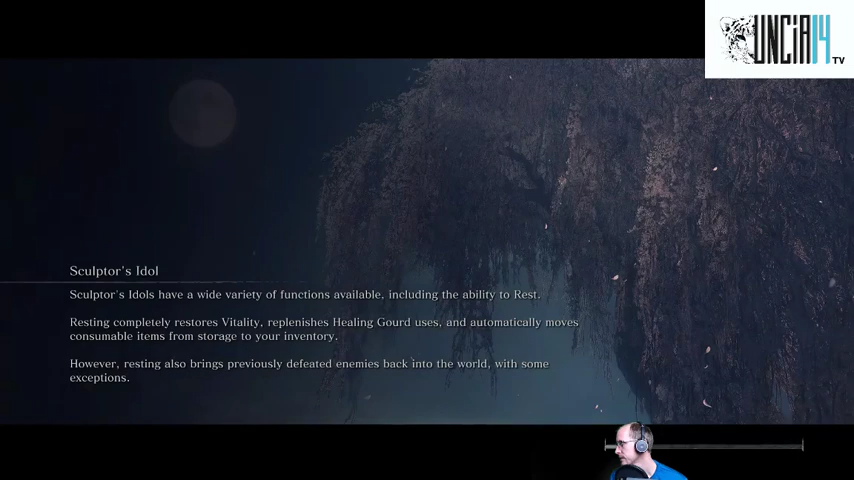 UNCiA14
TV
Sculptor's Idol
Sculptor's Idols have a wide variety of functions available, including the ability to Rest.
Resting completely restores Vitality, replenishes Healing Gourd uses, and automatically moves
consumable items from storage to your inventory.
However, resting also brings previously defeated enemies back into the world, with some
exceptions.